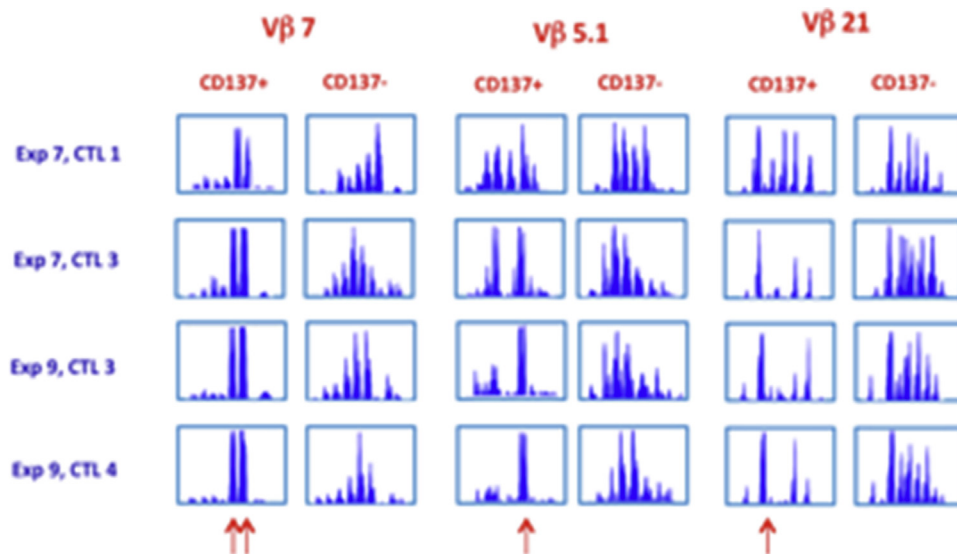 Vβ 7 Vβ 5.1 Vβ 21
CD137+ CD137- CD137+ CD137- CD137+ CD137-
Exp 7, CTL 1
Exp 7, CTL 3
Exp 9, CTL 3
Exp 9, CTL 4